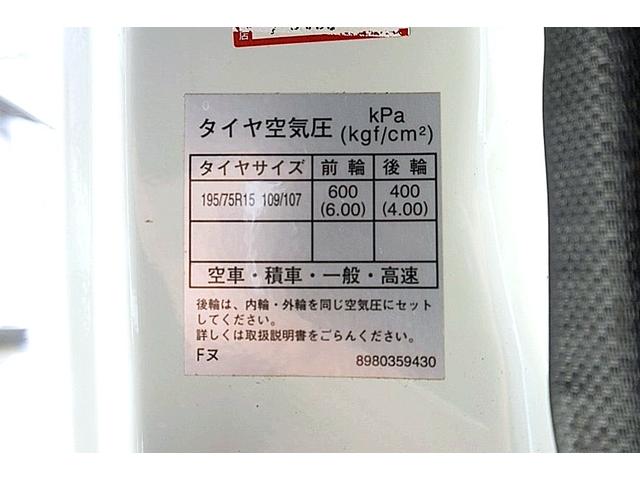 店
タイヤ空気圧 kPa (kgf/cm²)
タイヤサイズ 前輪 後輪
195/75R15 109/107 600 (6.00) 400 (4.00)
空車・積車・一般・高速
後輪は、内輪・外輪を同じ空気圧にセット
してください。
詳しくは取扱説明書をごらんください。
Fヌ 8980359430